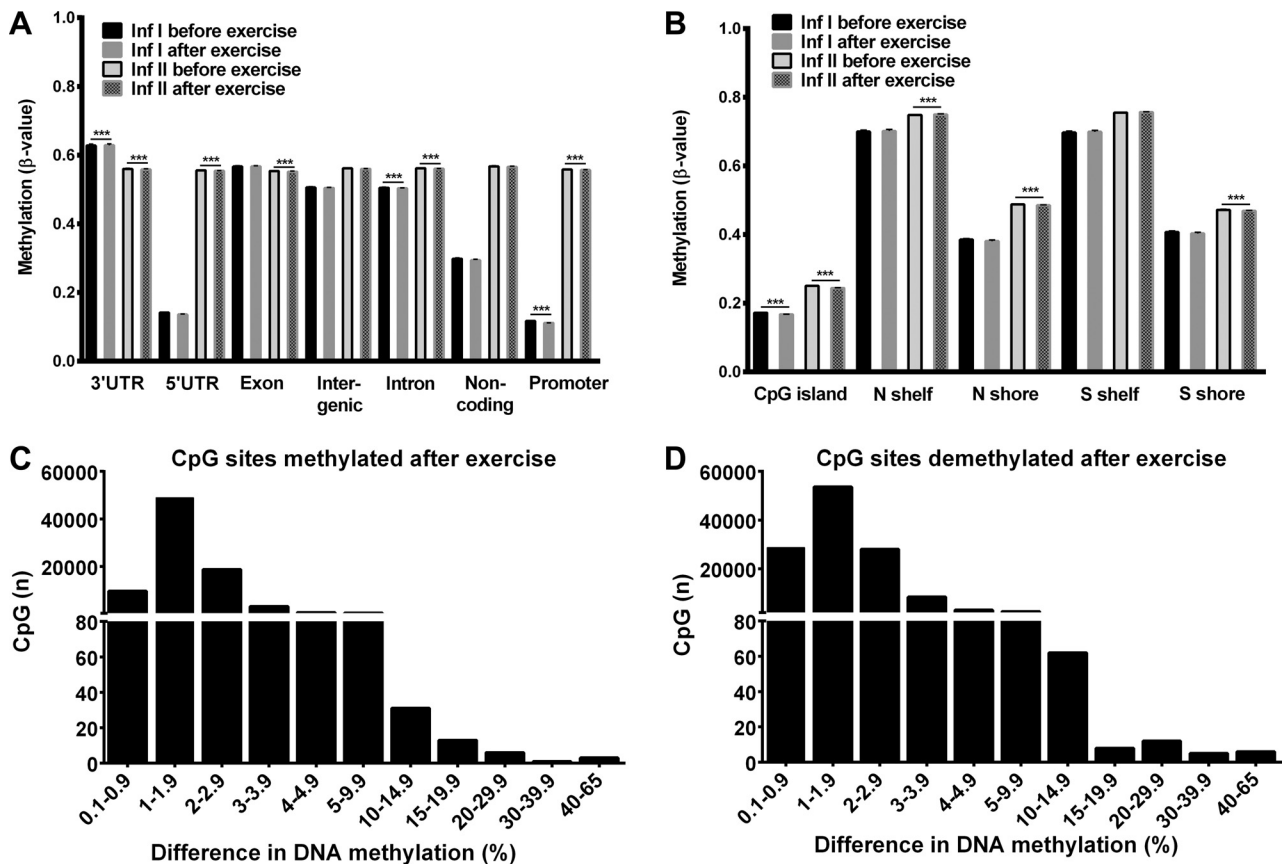 A
Inf I before exercise
Inf I after exercise
Inf II before exercise
Inf II after exercise
Methylation (β-value)
1.0
0.8
0.6
0.4
0.2
0.0
***
***
***
***
***
***
***
***
3'UTR
5'UTR
Exon
Inter-
genic
Intron
Non-
coding
Promoter
B
Inf I before exercise
Inf I after exercise
Inf II before exercise
Inf II after exercise
Methylation (β-value)
1.0
0.8
0.6
0.4
0.2
0.0
***
***
***
***
***
CpG island
N shelf
N shore
S shelf
S shore
C
CpG sites methylated after exercise
CpG (n)
60000
40000
20000
80
60
40
20
0
0.1-0.9
1-1.9
2-2.9
3-3.9
4-4.9
5-9.9
10-14.9
15-19.9
20-29.9
30-39.9
40-65
Difference in DNA methylation (%)
D
CpG sites demethylated after exercise
CpG (n)
60000
40000
20000
80
60
40
20
0
0.1-0.9
1-1.9
2-2.9
3-3.9
4-4.9
5-9.9
10-14.9
15-19.9
20-29.9
30-39.9
40-65
Difference in DNA methylation (%)